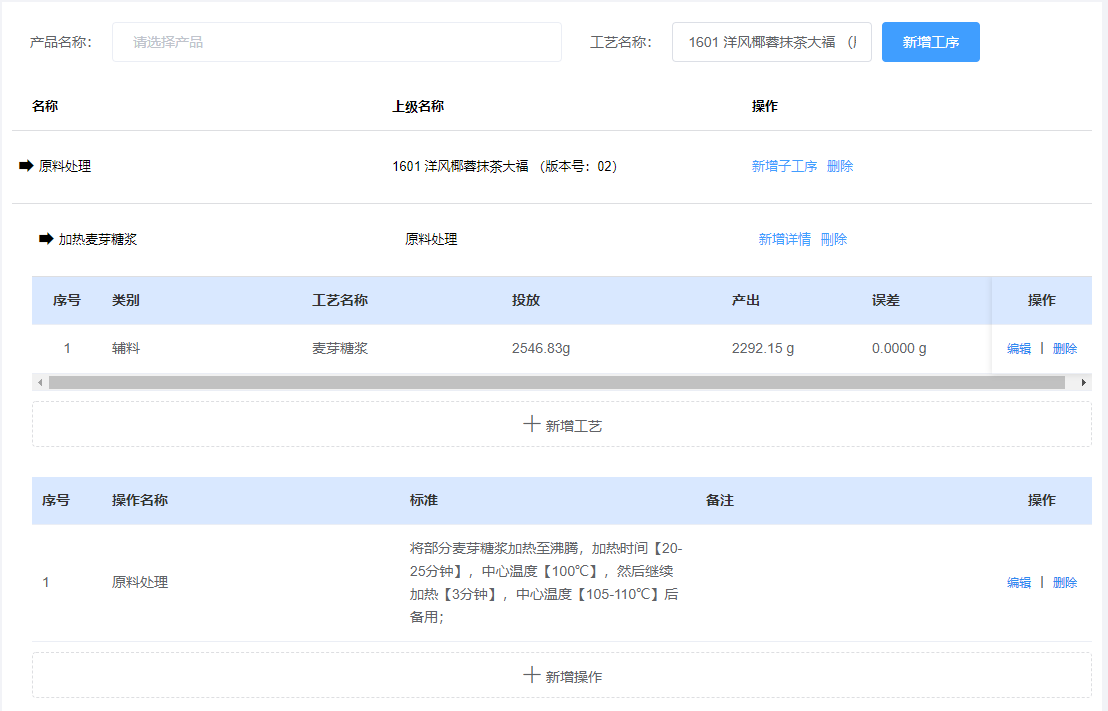 产品名称： 请选择产品 工艺名称： 1601 洋风椰蓉抹茶大福 （ 新增工序
名称 上级名称 操作
原料处理 1601 洋风椰蓉抹茶大福 （版本号：02） 新增子工序 删除
加热麦芽糖浆 原料处理 新增详情 删除
序号 类别 工艺名称 投放 产出 误差 操作
1 辅料 麦芽糖浆 2546.83g 2292.15 g 0.0000 g 编辑 | 删除
新增工艺
序号 操作名称 标准 备注 操作
1 原料处理 将部分麦芽糖浆加热至沸腾，加热时间【20-
25分钟】，中心温度【100℃】，然后继续
加热【3分钟】，中心温度【105-110℃】后
备用；
编辑 | 删除
新增操作